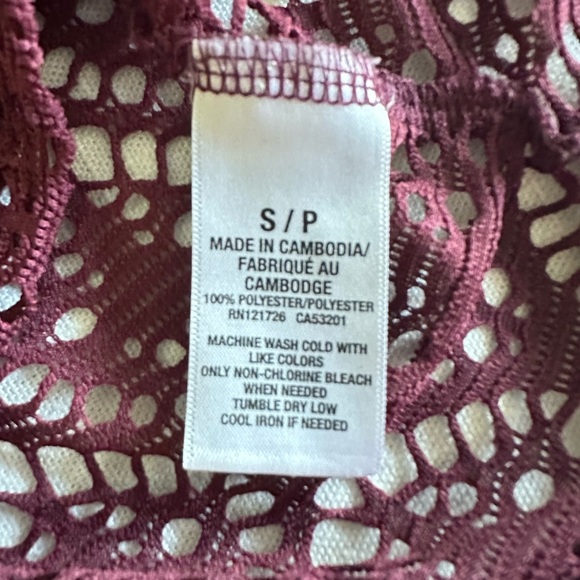 S / P
MADE IN CAMBODIA/
FABRIQUÉ AU
CAMBODGE
100% POLYESTER/POLYESTER
RN121726 CA53201
MACHINE WASH COLD WITH
LIKE COLORS
ONLY NON-CHLORINE BLEACH
WHEN NEEDED
TUMBLE DRY LOW
COOL IRON IF NEEDED